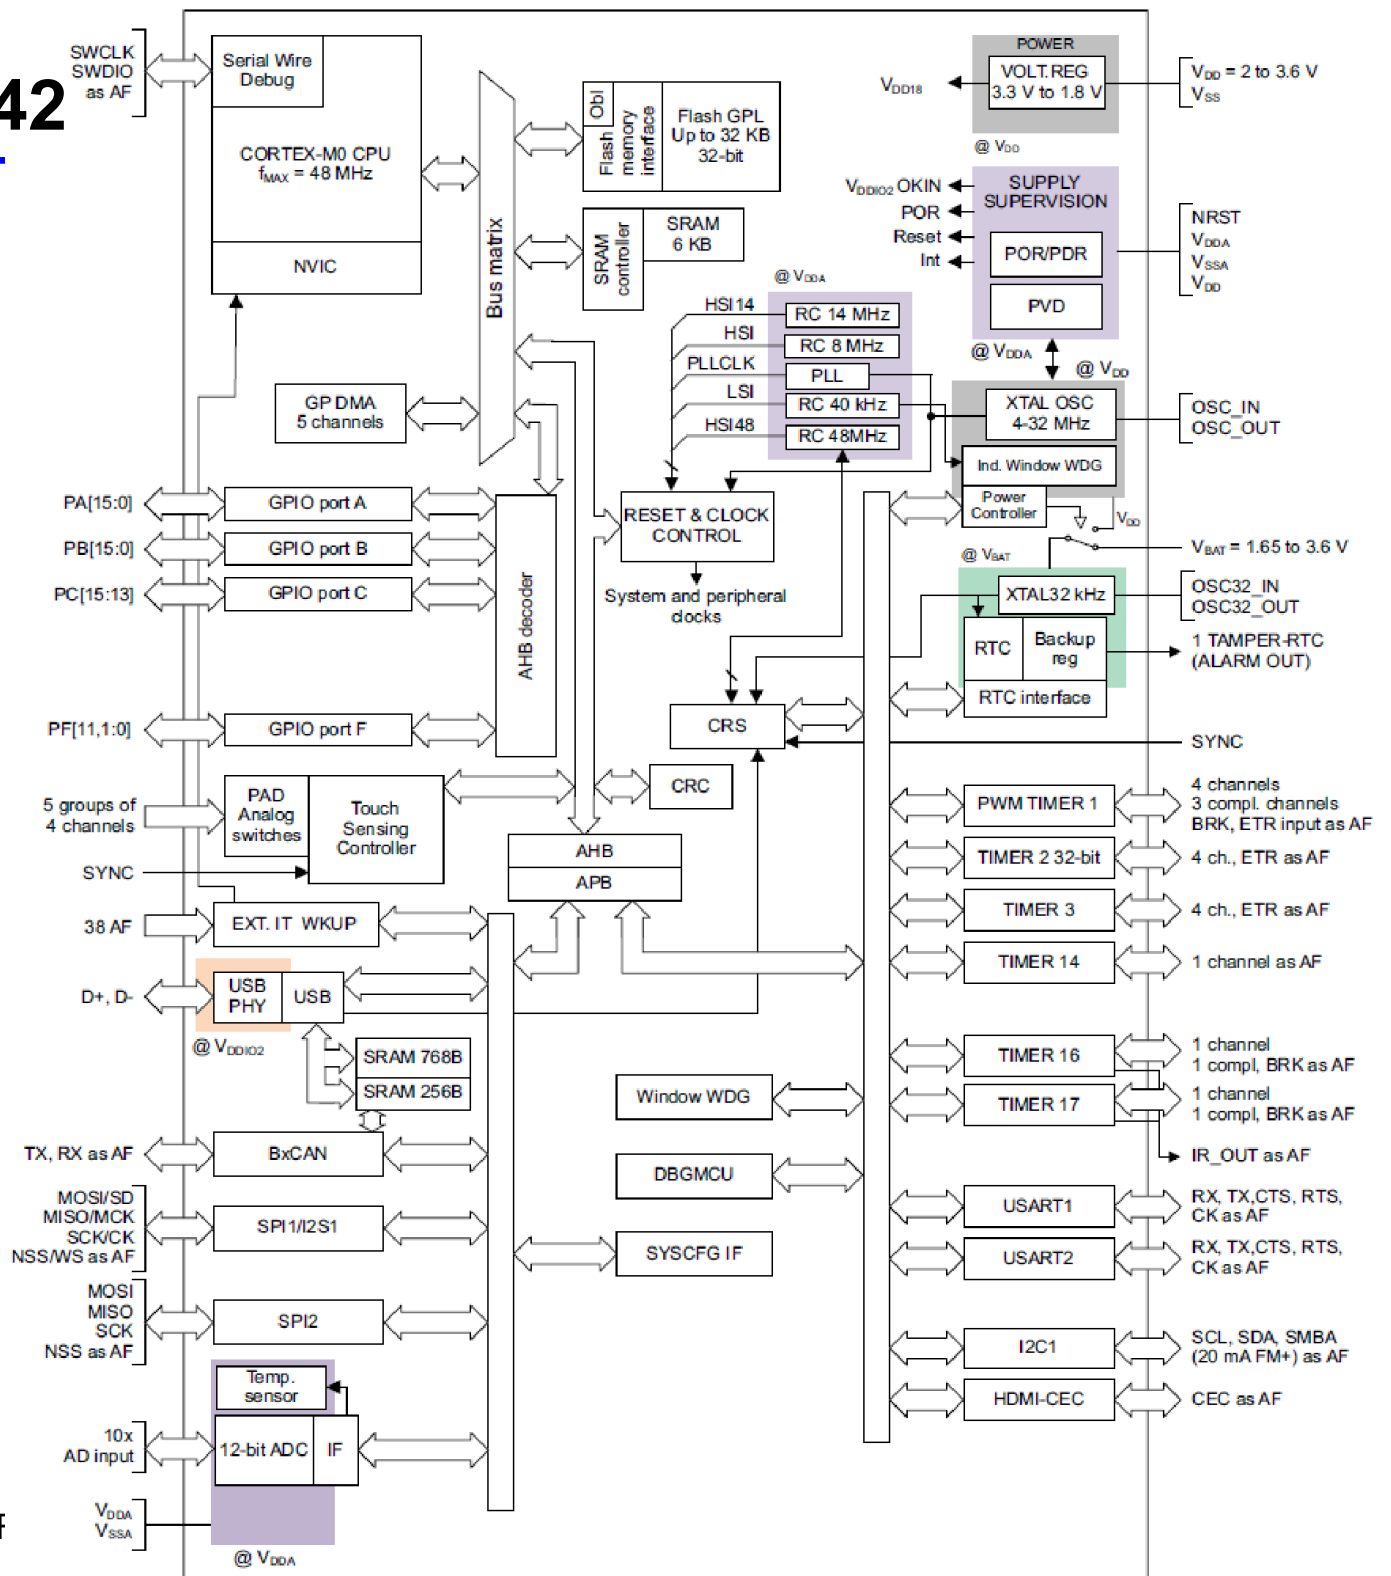 42
SWCLK
SWDIO
as AF
Serial Wire
Debug
CORTEX-M0 CPU
fMAX = 48 MHz
NVIC
Bus matrix
Obl
Flash
memory
interface
Flash GPL
Up to 32 KB
32-bit
SRAM
controller
SRAM
6 KB
POWER
VOLT.REG
3.3 V to 1.8 V
VDD18
VDD = 2 to 3.6 V
VSS
@ VDD
SUPPLY
SUPERVISION
VDDIO2 OKIN
POR
Reset
Int
POR/PDR
PVD
NRST
VDDA
VSSA
VDD
@ VDDA
HSI14
RC 14 MHz
HSI
RC 8 MHz
PLLCLK
PLL
LSI
RC 40 kHz
HSI48
RC 48MHz
@ VDDA
@ VDD
XTAL OSC
4-32 MHz
OSC_IN
OSC_OUT
Ind. Window WDG
Power
Controller
VDD
VBAT = 1.65 to 3.6 V
@ VBAT
GP DMA
5 channels
PA[15:0]
GPIO port A
PB[15:0]
GPIO port B
PC[15:13]
GPIO port C
PF[11,1:0]
GPIO port F
AHB decoder
RESET & CLOCK
CONTROL
System and peripheral
clocks
XTAL32 kHz
OSC32_IN
OSC32_OUT
RTC
Backup
reg
RTC interface
1 TAMPER-RTC
(ALARM OUT)
CRS
SYNC
5 groups of
4 channels
PAD
Analog
switches
Touch
Sensing
Controller
SYNC
CRC
AHB
APB
38 AF
EXT. IT WKUP
D+, D-
USB
PHY
USB
@ VDDIO2
SRAM 768B
SRAM 256B
TX, RX as AF
BxCAN
MOSI/SD
MISO/MCK
SCK/CK
NSS/WS as AF
SPI1/I2S1
MOSI
MISO
SCK
NSS as AF
SPI2
Temp.
sensor
10x
AD input
12-bit ADC
IF
VDDA
VSSA
@ VDDA
Window WDG
DBGMCU
SYSCFG IF
PWM TIMER 1
4 channels
3 compl. channels
BRK, ETR input as AF
TIMER 2 32-bit
4 ch., ETR as AF
TIMER 3
4 ch., ETR as AF
TIMER 14
1 channel as AF
TIMER 16
1 channel
1 compl, BRK as AF
TIMER 17
1 channel
1 compl, BRK as AF
IR_OUT as AF
USART1
RX, TX,CTS, RTS,
CK as AF
USART2
RX, TX,CTS, RTS,
CK as AF
I2C1
SCL, SDA, SMBA
(20 mA FM+) as AF
HDMI-CEC
CEC as AF